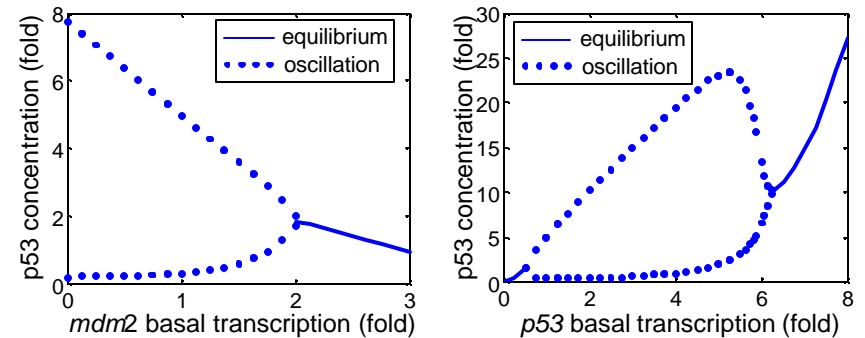 p53 concentration (fold)
8
6
4
2
0
equilibrium
oscillation
0 1 2 3
mdm2 basal transcription (fold)
p53 concentration (fold)
30
25
20
15
10
5
0
equilibrium
oscillation
0 2 4 6 8
p53 basal transcription (fold)